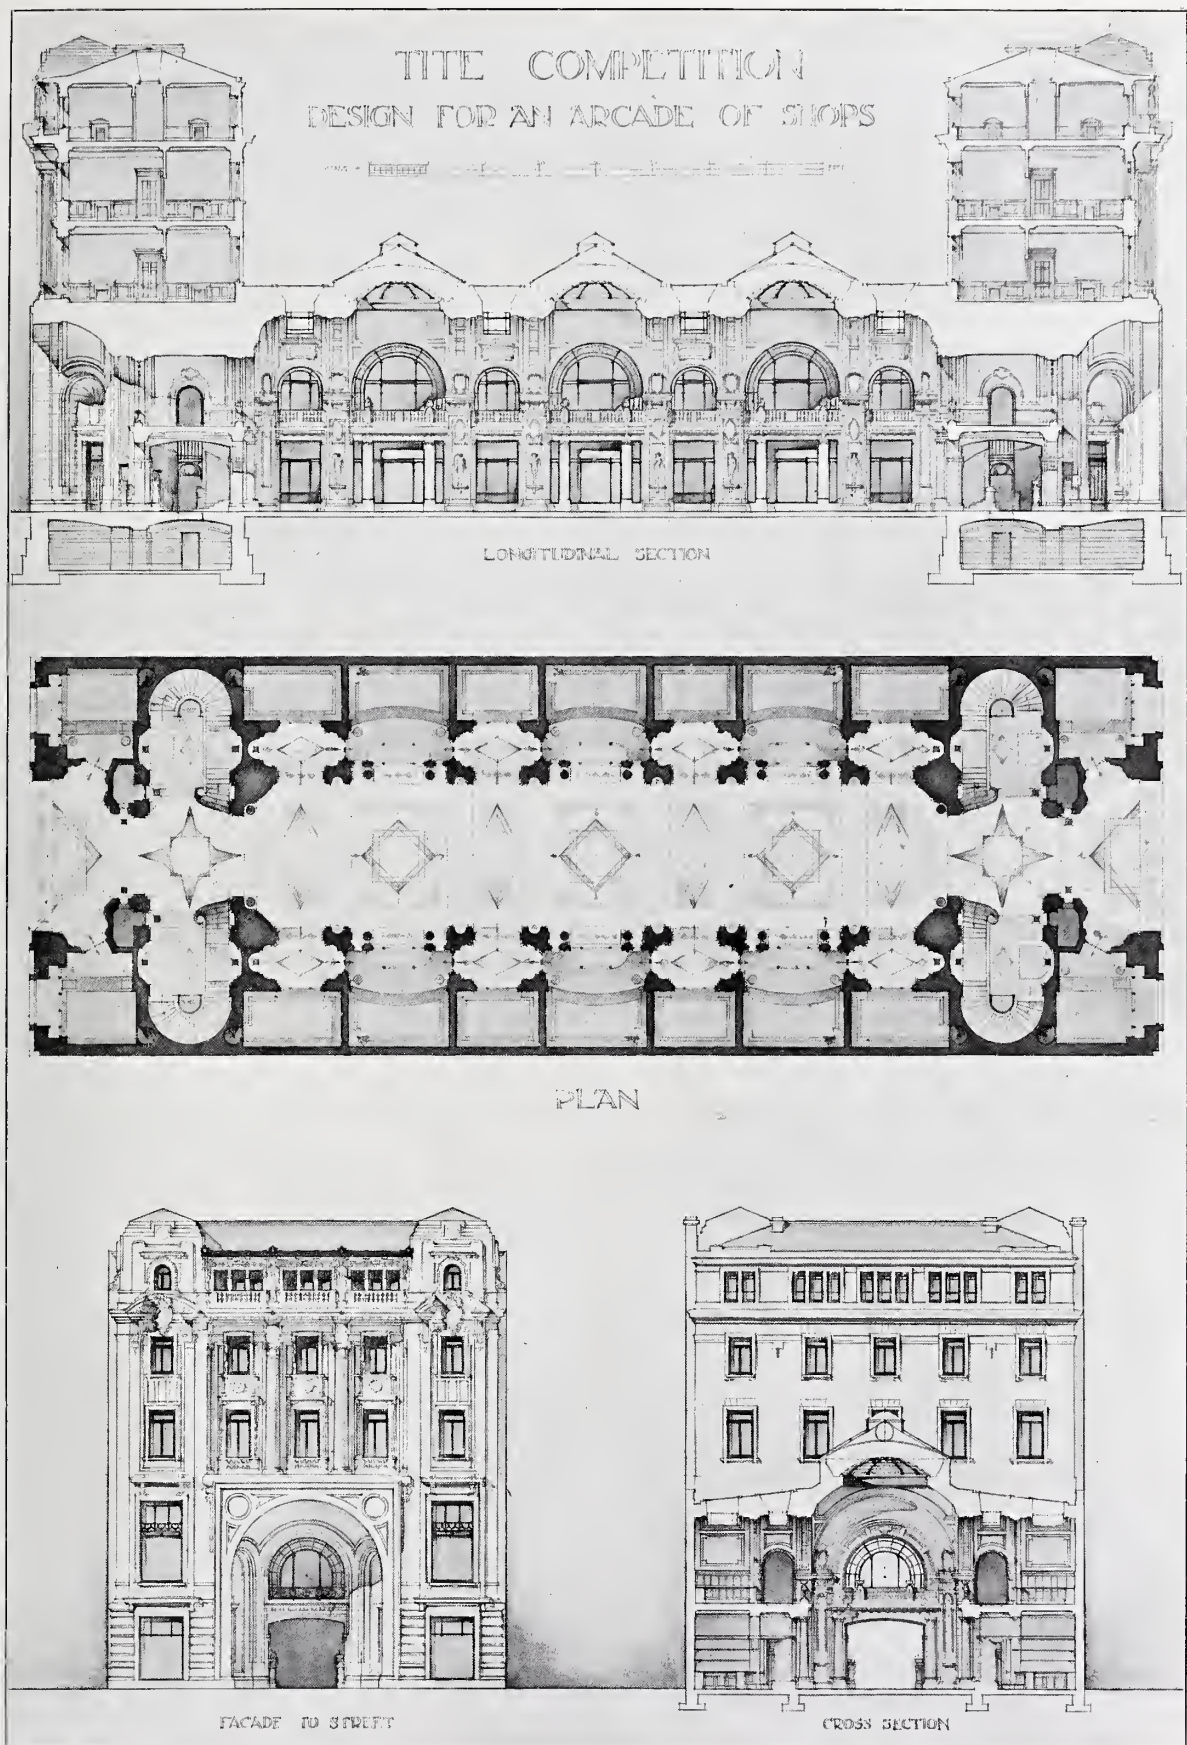 TITE COMPETITION
DESIGN FOR AN ARCADE OF SHOPS
LONGITUDINAL SECTION
PLAN
FACADE TO STREET
CROSS SECTION